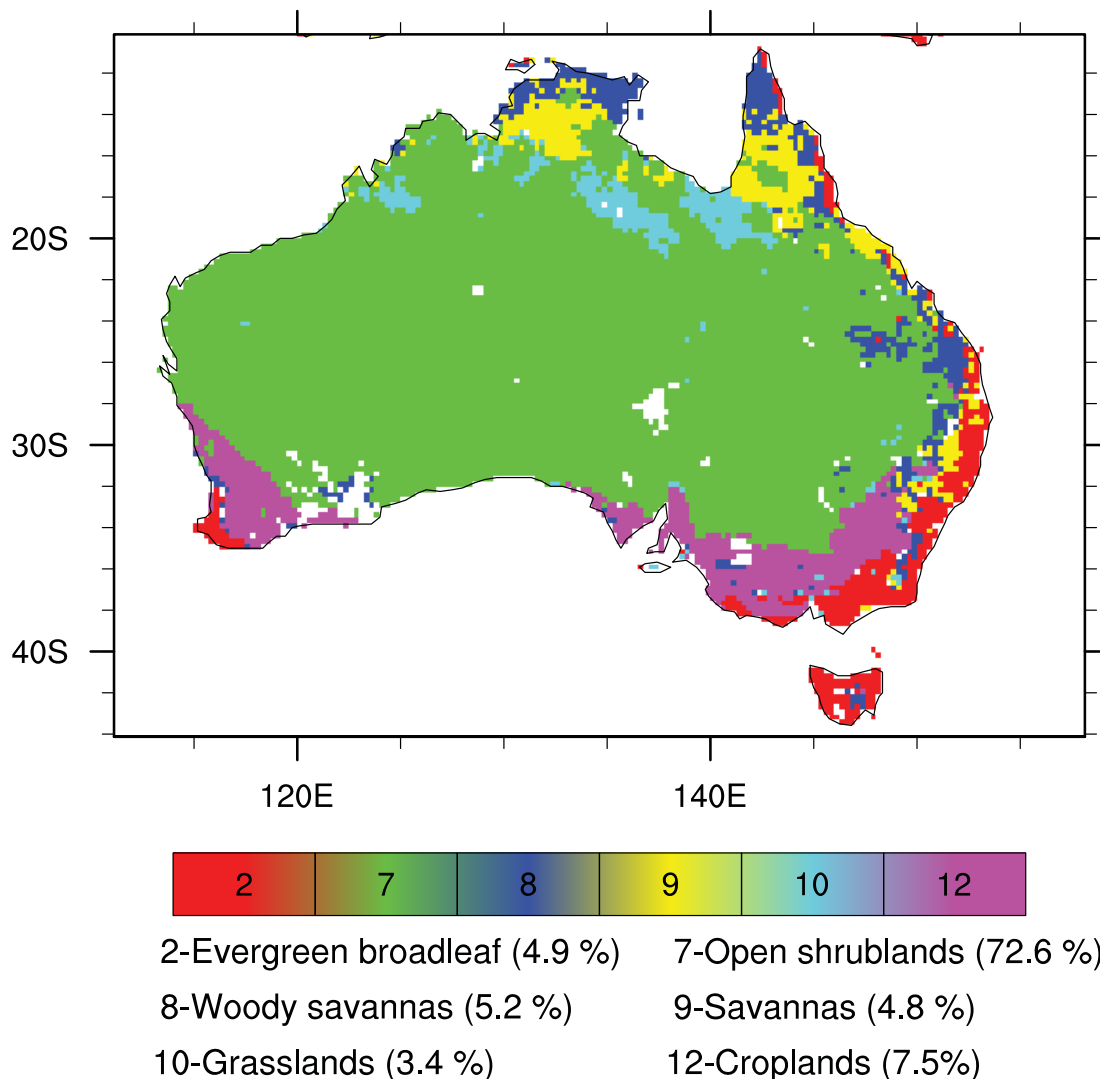 20S
30S
40S
120E 140E
2 7 8 9 10 12
2-Evergreen broadleaf (4.9 %) 7-Open shrublands (72.6 %)
8-Woody savannas (5.2 %) 9-Savannas (4.8 %)
10-Grasslands (3.4 %) 12-Croplands (7.5%)